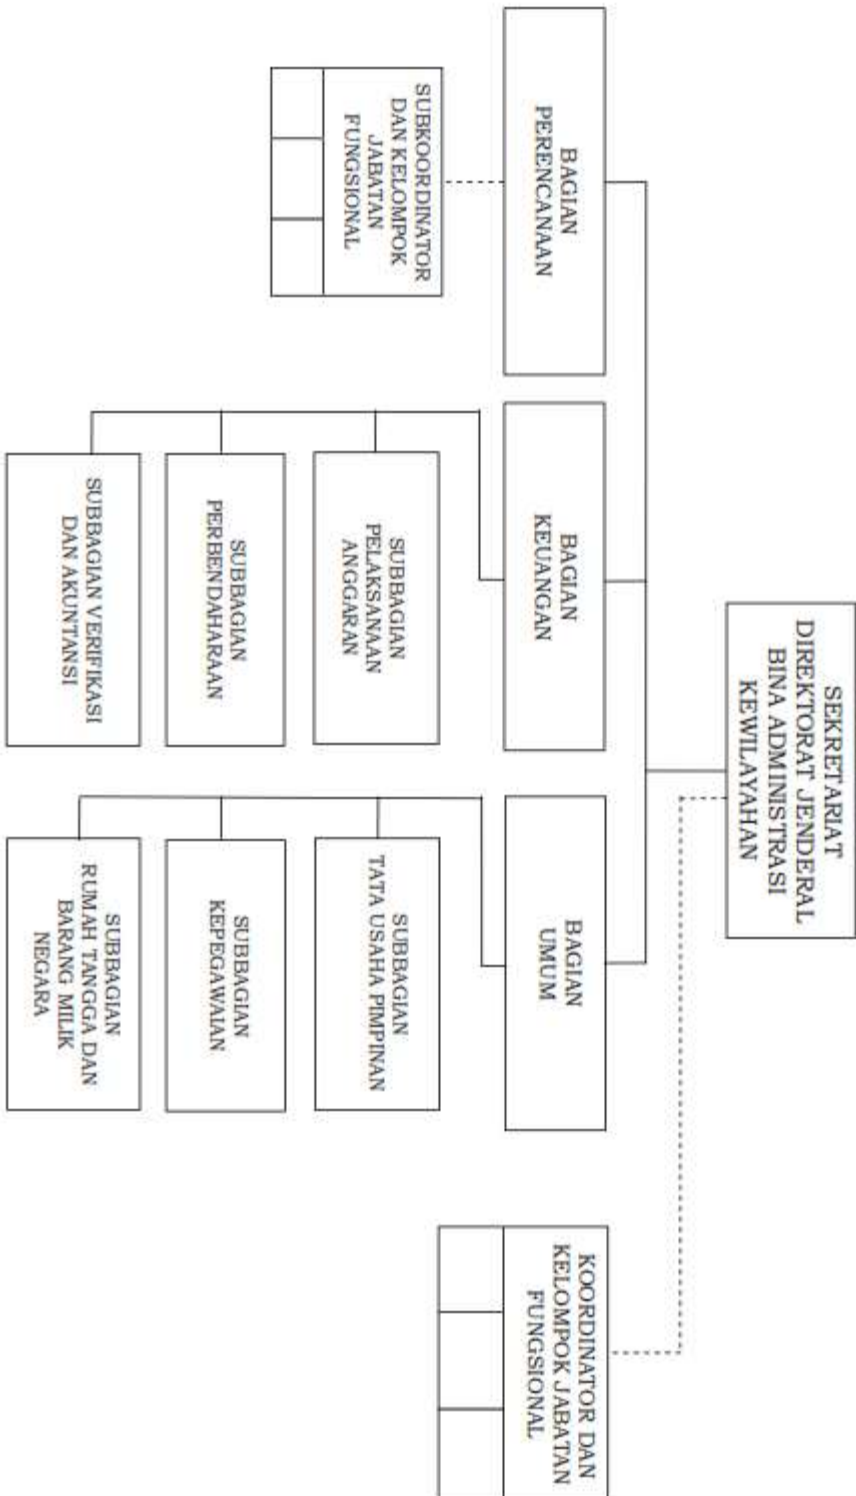 SEKRETARIAT
DIREKTORAT JENDERAL
BINA ADMINISTRASI
KEWILAYAHAN
BAGIAN
PERENCANAAN
BAGIAN
KEUANGAN
BAGIAN
UMUM
KOORDINATOR DAN
KELOMPOK JABATAN
FUNGSIONAL
SUBKOORDINATOR
DAN KELOMPOK
JABATAN
FUNGSIONAL
SUBBAGIAN
PELAKSANAAN
ANGGARAN
SUBBAGIAN
TATA USAHA PIMPINAN
SUBBAGIAN
PERBENDAHARAAN
SUBBAGIAN
KEPEGAWAIAN
SUBBAGIAN VERIFIKASI
DAN AKUNTANSI
SUBBAGIAN
RUMAH TANGGA DAN
BARANG MILIK
NEGARA